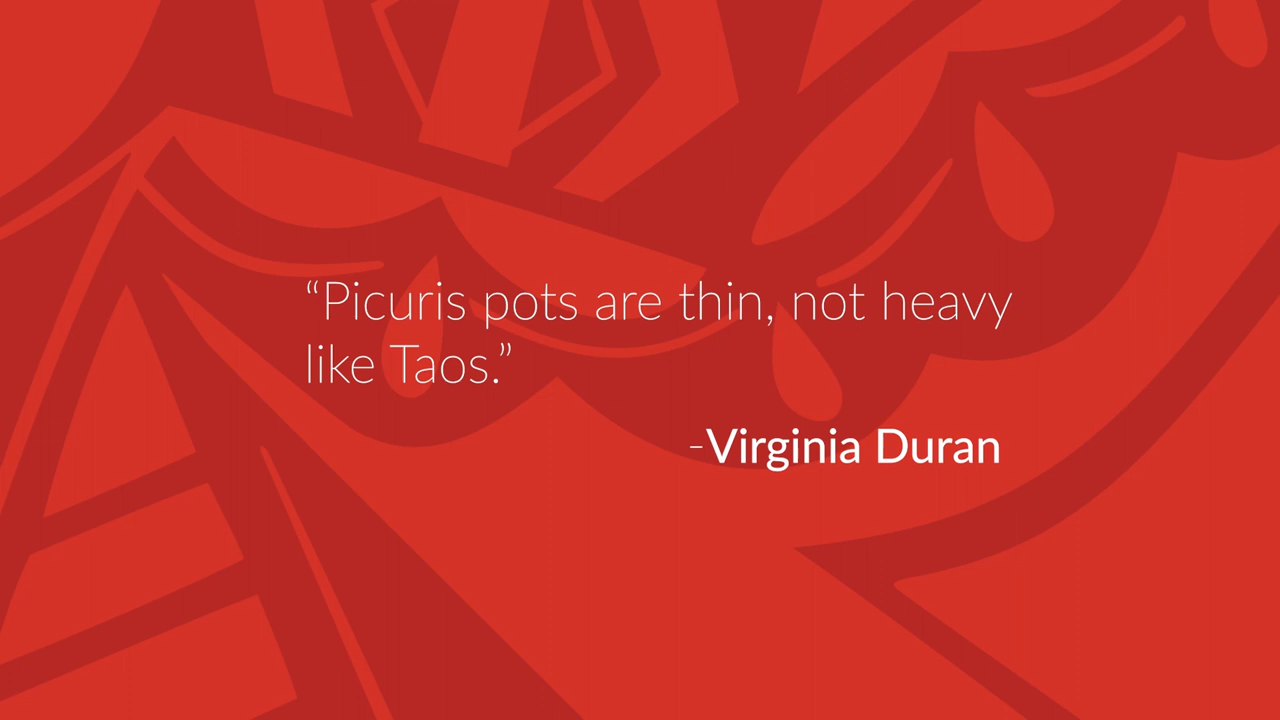 “Picuris pots are thin, not heavy
like Taos.”
–Virginia Duran